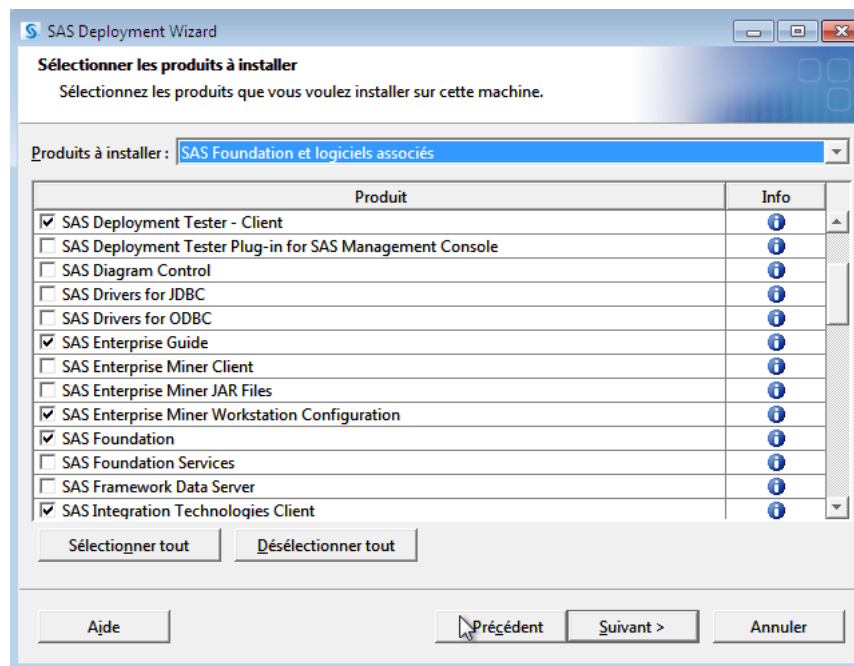 SAS Deployment Wizard
Sélectionner les produits à installer
Sélectionnez les produits que vous voulez installer sur cette machine.
Produits à installer : SAS Foundation et logiciels associés
Produit Info
SAS Deployment Tester - Client
SAS Deployment Tester Plug-in for SAS Management Console
SAS Diagram Control
SAS Drivers for JDBC
SAS Drivers for ODBC
SAS Enterprise Guide
SAS Enterprise Miner Client
SAS Enterprise Miner JAR Files
SAS Enterprise Miner Workstation Configuration
SAS Foundation
SAS Foundation Services
SAS Framework Data Server
SAS Integration Technologies Client
Sélectionner tout Désélectionner tout
Aide Précédent Suivant > Annuler